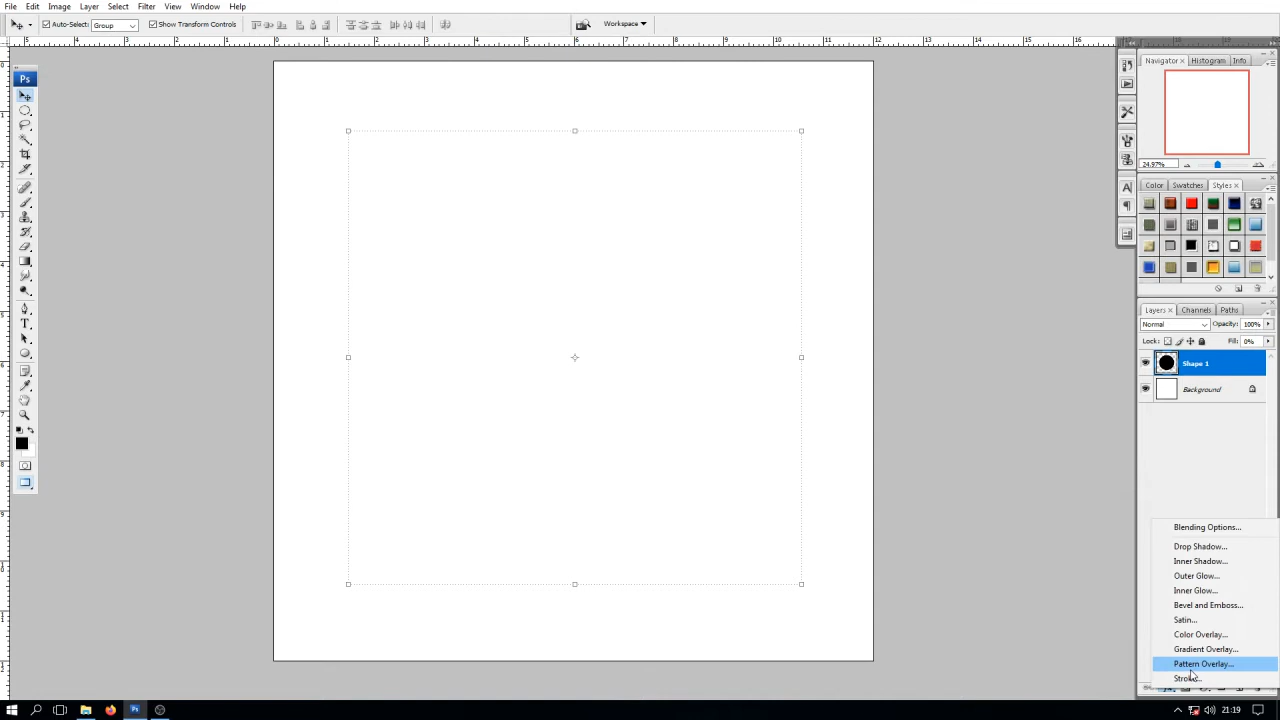 File Edit Image Layer Select Filter View Window Help
Auto-Select: Group Show Transform Controls Workspace
Ps
T
A
Navigator Histogram Info
24.97%
Color Swatches Styles
Layers Channels Paths
Normal Opacity: 100%
Lock: Fill: 0%
Shape 1
Background
Blending Options...
Drop Shadow...
Inner Shadow...
Outer Glow...
Inner Glow...
Bevel and Emboss...
Satin...
Color Overlay...
Gradient Overlay...
Pattern Overlay...
Stroke...
Ps
21:19